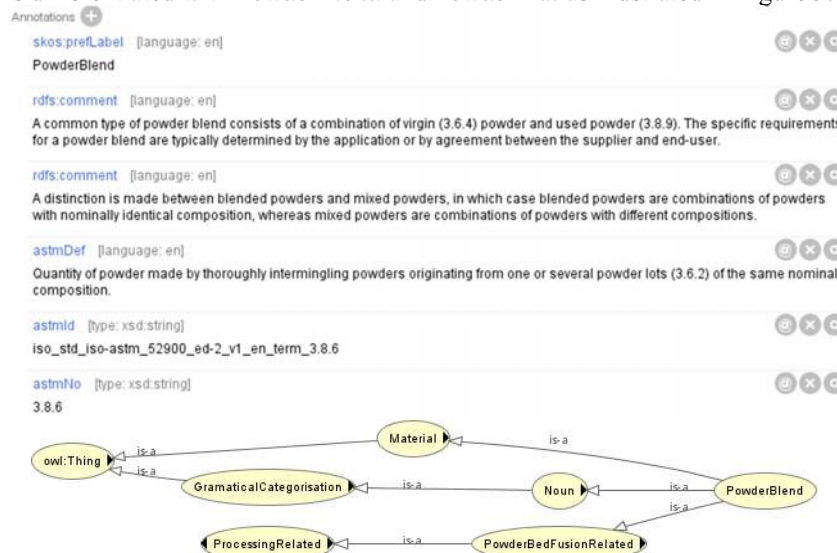 Annotations
skos:prefLabel [language: en]
PowderBlend
rdfs:comment [language: en]
A common type of powder blend consists of a combination of virgin (3.6.4) powder and used powder (3.8.9). The specific requirements
for a powder blend are typically determined by the application or by agreement between the supplier and end-user.
rdfs:comment [language: en]
A distinction is made between blended powders and mixed powders, in which case blended powders are combinations of powders
with nominally identical composition, whereas mixed powders are combinations of powders with different compositions.
astmDef [language: en]
Quantity of powder made by thoroughly intermingling powders originating from one or several powder lots (3.6.2) of the same nominal
composition.
astmId [type: xsd:string]
iso_std_iso-astm_52900_ed-2_v1_en_term_3.8.6
astmNo [type: xsd:string]
3.8.6
Material
is-a
is-a
owl:Thing
is-a
GramaticalCategorisation
is-a
Noun
is-a
PowderBlend
is-a
ProcessingRelated
is-a
PowderBedFusionRelated